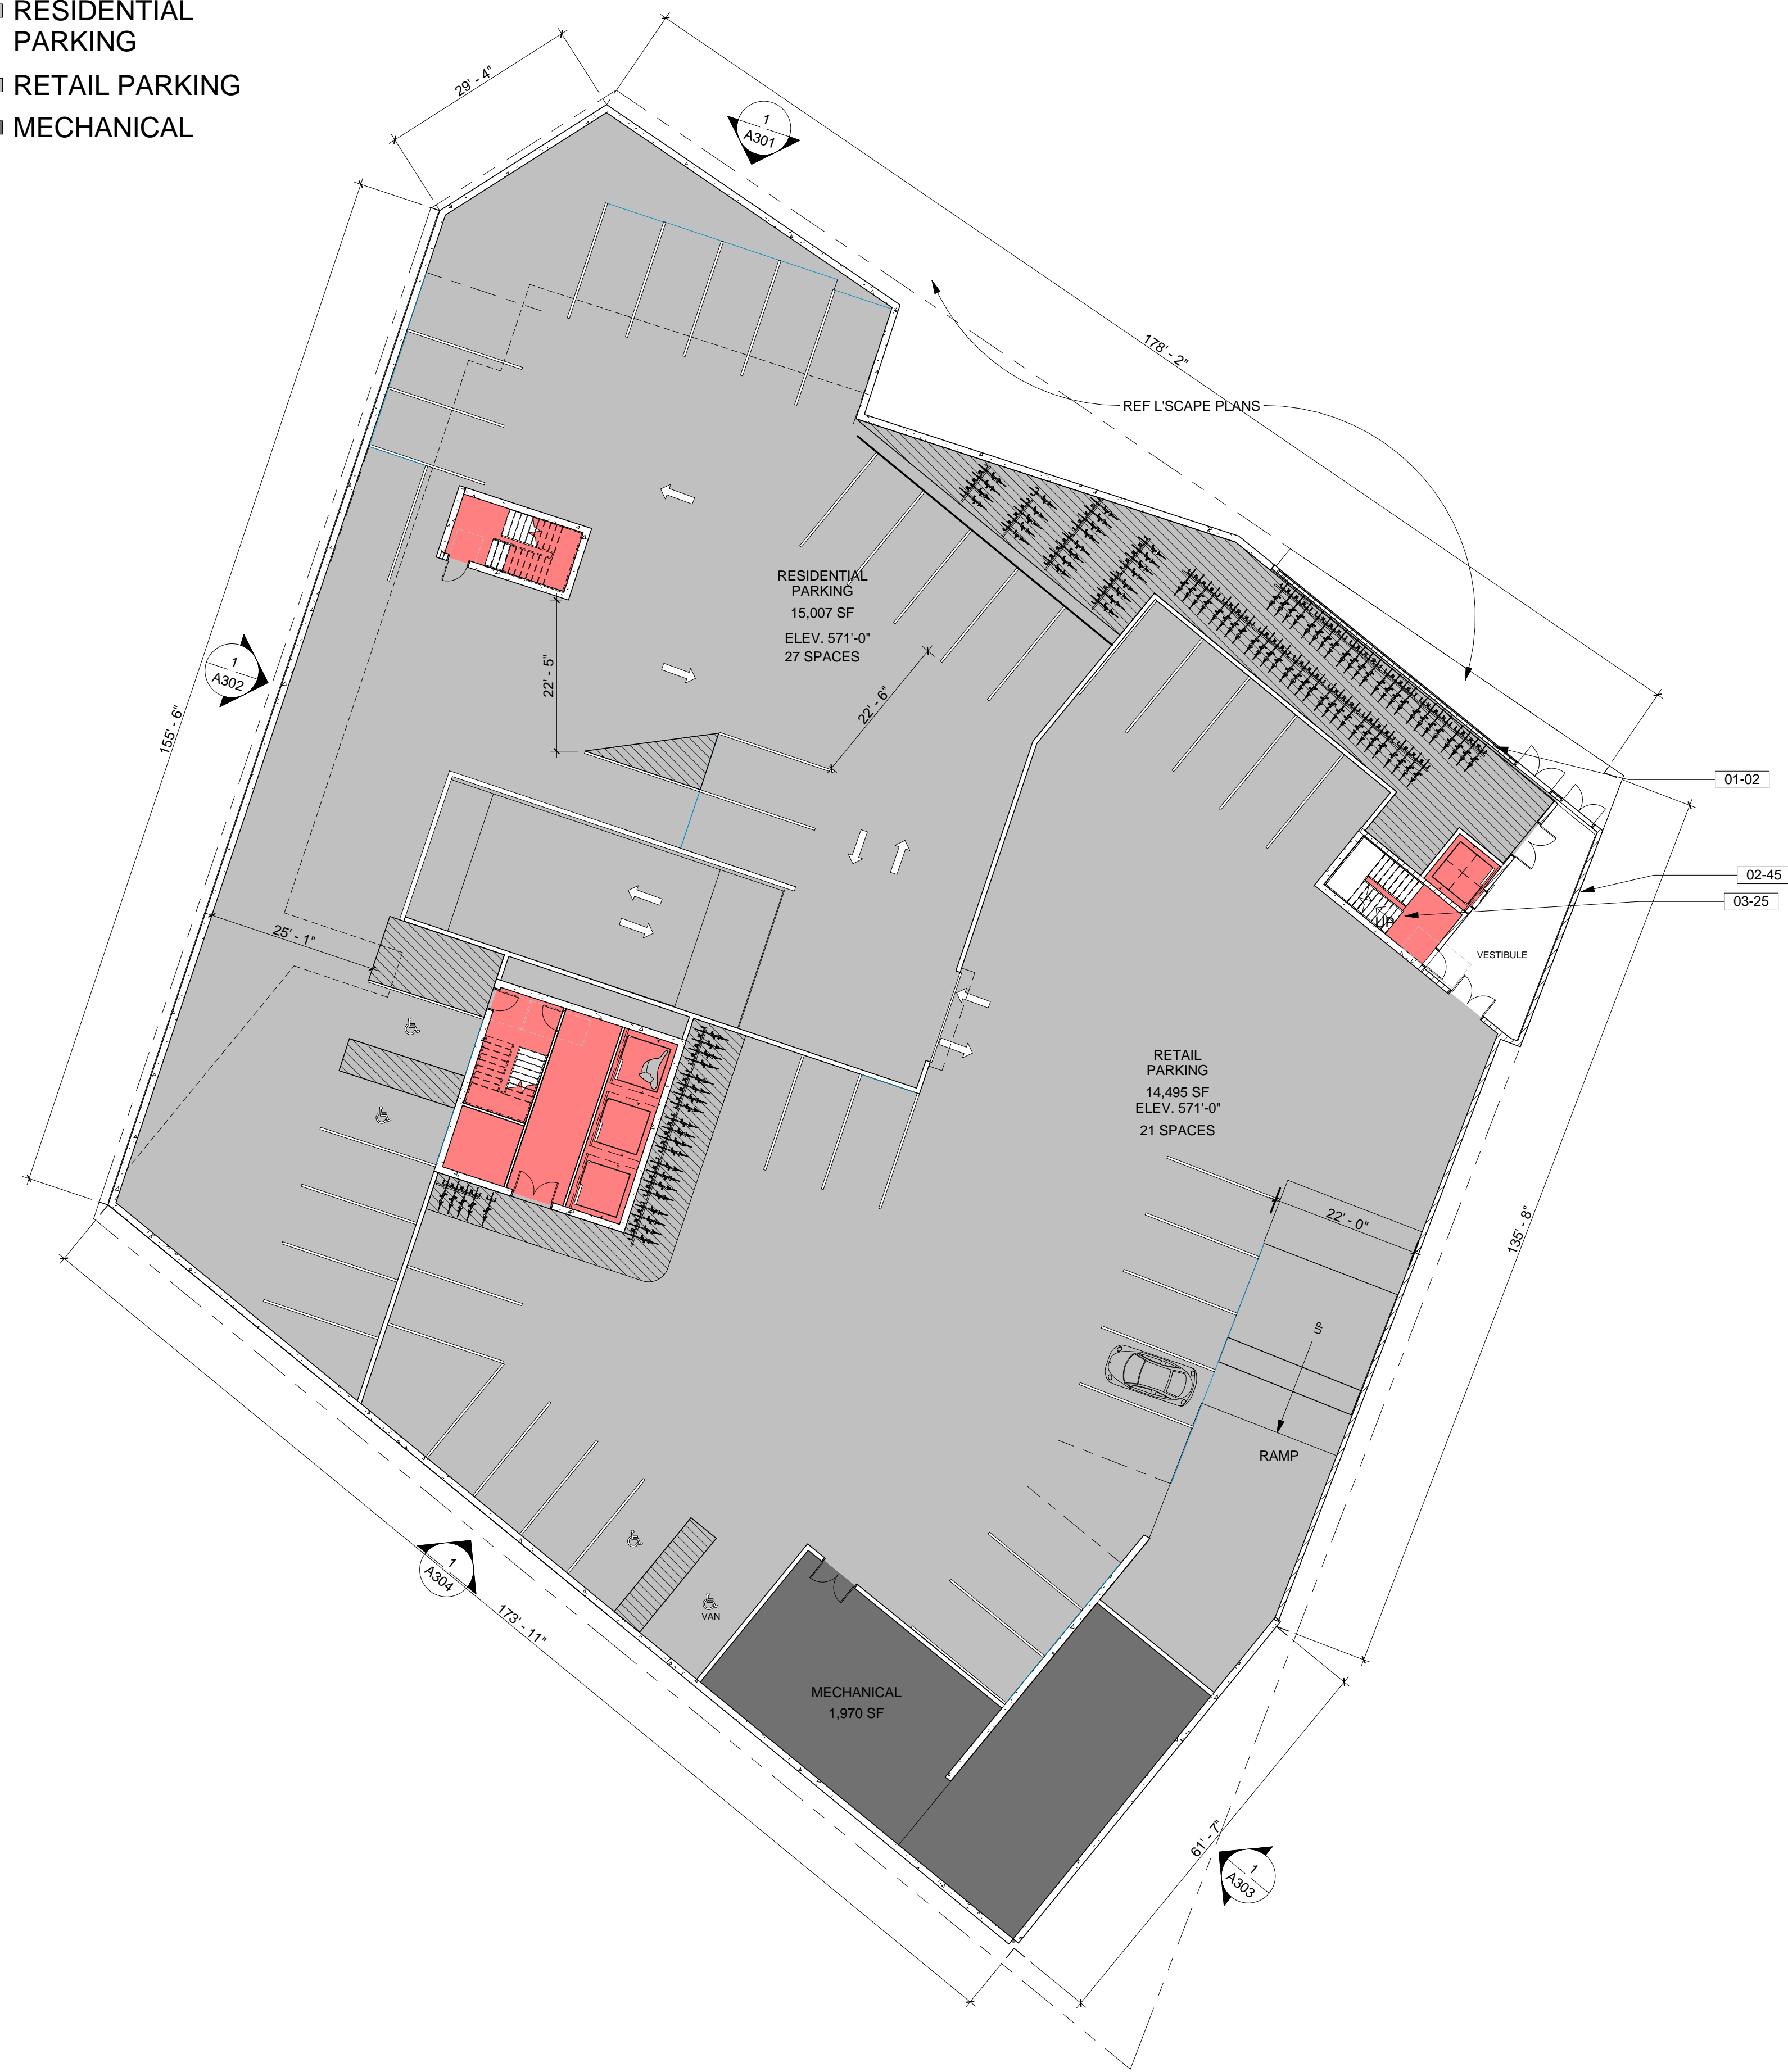 RESIDENTIAL
PARKING
RETAIL PARKING
MECHANICAL
29' - 4"
1
A301
178' - 2"
REF L'SCAPE PLANS
155' - 6"
1
A302
RESIDENTIAL
PARKING
15,007 SF
ELEV. 571'-0"
27 SPACES
22' - 5"
22' - 6"
01-02
02-45
03-25
UP
VESTIBULE
25' - 1"
RETAIL
PARKING
14,495 SF
ELEV. 571'-0"
21 SPACES
22' - 0"
135' - 8"
UP
RAMP
1
A304
173' - 11"
VAN
MECHANICAL
1,970 SF
61' - 7"
1
A303